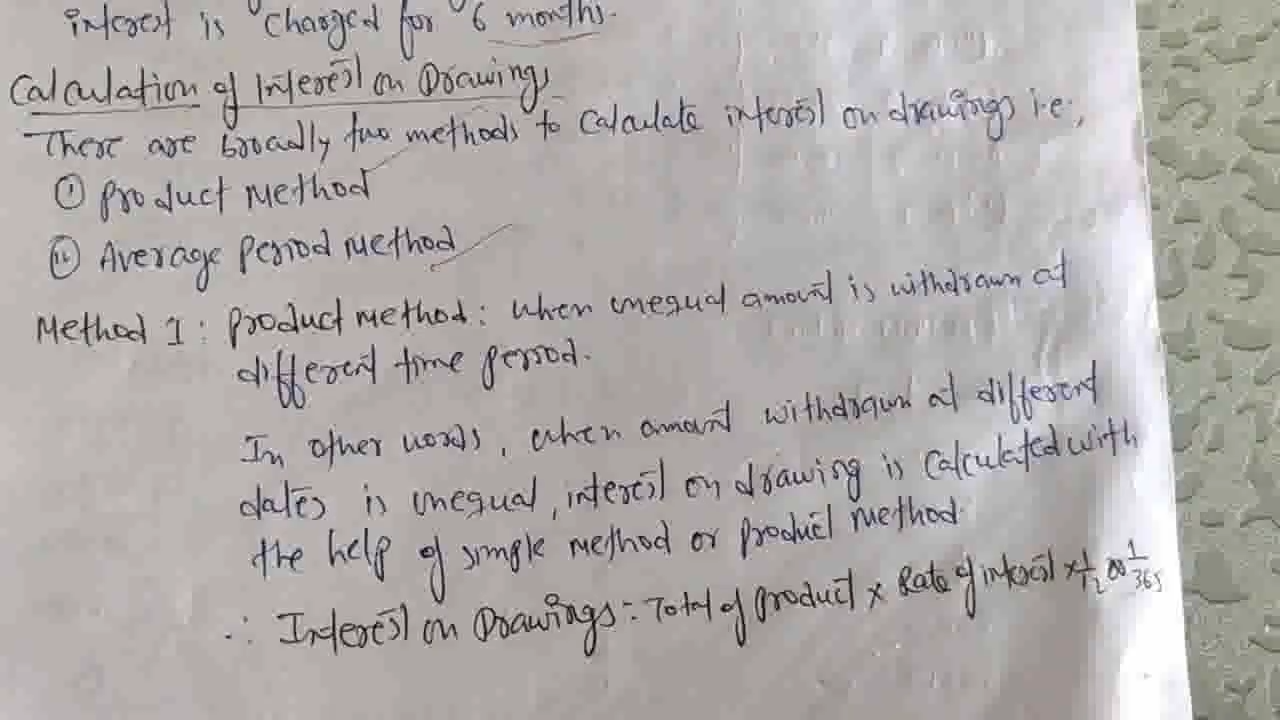 interest is charged for 6 months.
Calculation of Interest on Drawings
There are broadly two methods to calculate interest on drawings i.e.,
(i) Product Method
(ii) Average Period Method
Method 1: Product method: When unequal amount is withdrawn at
different time period.
In other words, when amount withdrawn at different
dates is unequal, interest on drawing is calculated with
the help of simple method or product method.
∴ Interest on Drawings = Total of product × Rate of interest × 1/12 or 1/365